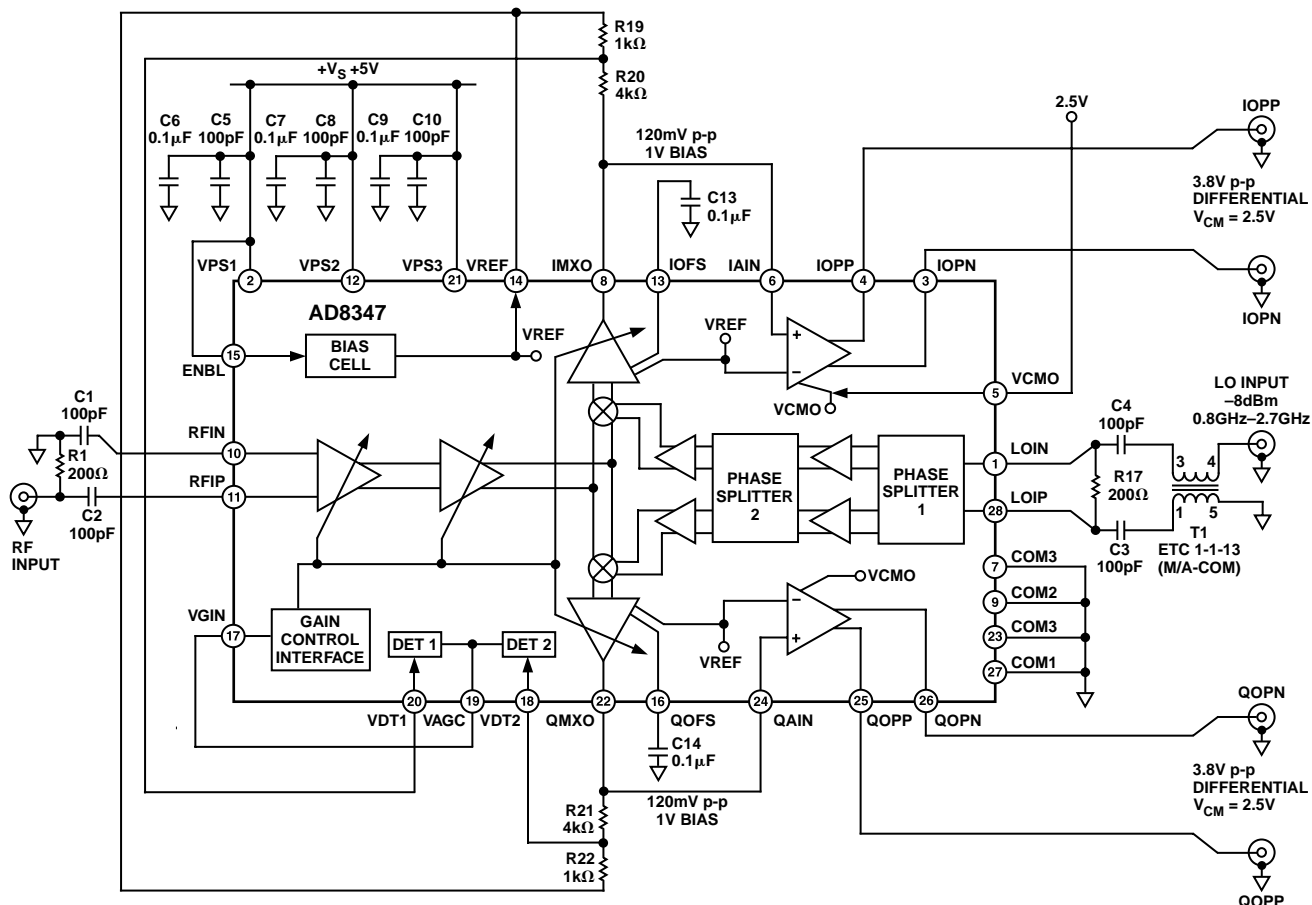 R19
1kΩ
R20
4kΩ
+VS +5V
C6
0.1µF
C5
100pF
C7
0.1µF
C8
100pF
C9
0.1µF
C10
100pF
120mV p-p
1V BIAS
C13
0.1µF
2.5V
IOPP
3.8V p-p
DIFFERENTIAL
VCM = 2.5V
IOPN
VPS1
VPS2
VPS3
VREF
IMXO
IOFS
IAIN
IOPP
IOPN
2
12
21
14
8
13
6
4
3
AD8347
BIAS
CELL
VREF
VREF
+
−
VCMO
15
ENBL
5
VCMO
LO INPUT
–8dBm
0.8GHz–2.7GHz
C1
100pF
R1
200Ω
C2
100pF
RF
INPUT
RFIN
10
RFIP
11
PHASE
SPLITTER
2
PHASE
SPLITTER
1
1
LOIN
28
LOIP
C4
100pF
R17
200Ω
C3
100pF
3
4
1
5
T1
ETC 1-1-13
(M/A-COM)
7
COM3
9
COM2
23
COM3
27
COM1
VGIN
17
GAIN
CONTROL
INTERFACE
DET 1
DET 2
VREF
VCMO
−
+
20
19
18
22
16
24
25
26
VDT1
VAGC
VDT2
QMXO
QOFS
QAIN
QOPP
QOPN
C14
0.1µF
120mV p-p
1V BIAS
R21
4kΩ
R22
1kΩ
QOPN
3.8V p-p
DIFFERENTIAL
VCM = 2.5V
QOPP